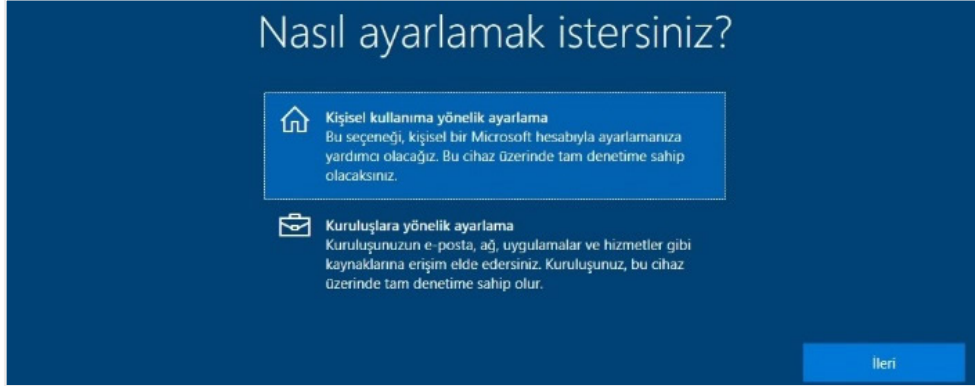 Nasıl ayarlamak istersiniz?
Kişisel kullanıma yönelik ayarlama
Bu seçeneği, kişisel bir Microsoft hesabıyla ayarlamanıza
yardımcı olacağız. Bu cihaz üzerinde tam denetime sahip
olacaksınız.
Kuruluşlara yönelik ayarlama
Kuruluşunuzun e-posta, ağ, uygulamalar ve hizmetler gibi
kaynaklarına erişim elde edersiniz. Kuruluşunuz, bu cihaz
üzerinde tam denetime sahip olur.
İleri